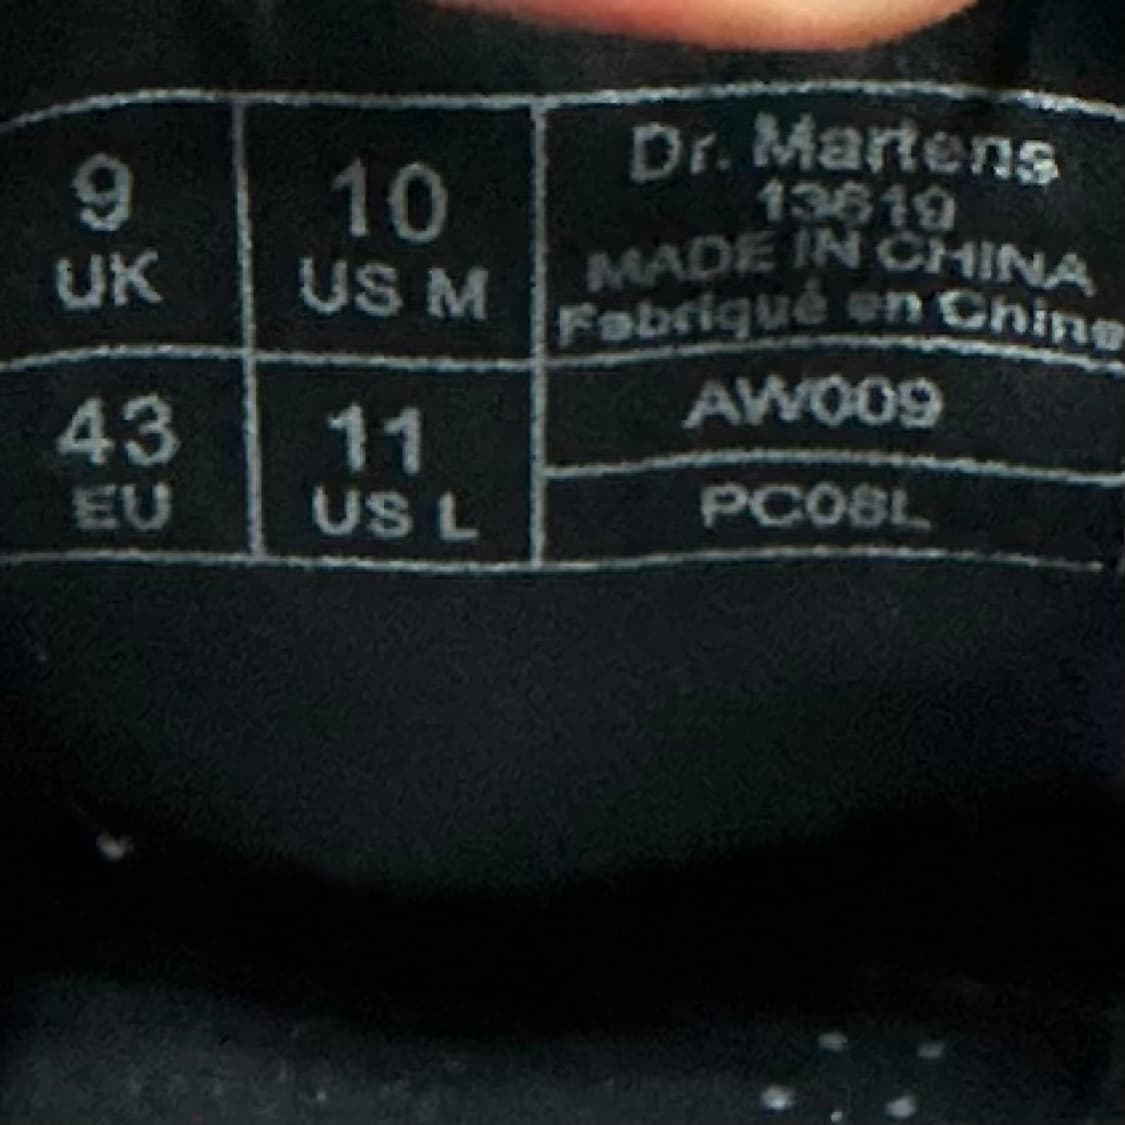 9
UK
10
US M
Dr. Martens
13619
MADE IN CHINA
Fabriqué en Chine
43
EU
11
US L
AW009
PC08L